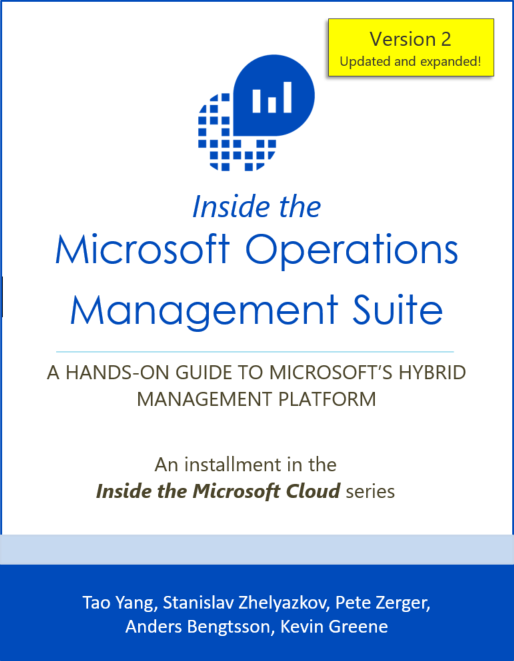 Version 2
Updated and expanded!
Inside the
Microsoft Operations
Management Suite
A HANDS-ON GUIDE TO MICROSOFT’S HYBRID
MANAGEMENT PLATFORM
An installment in the
Inside the Microsoft Cloud series
Tao Yang, Stanislav Zhelyazkov, Pete Zerger,
Anders Bengtsson, Kevin Greene